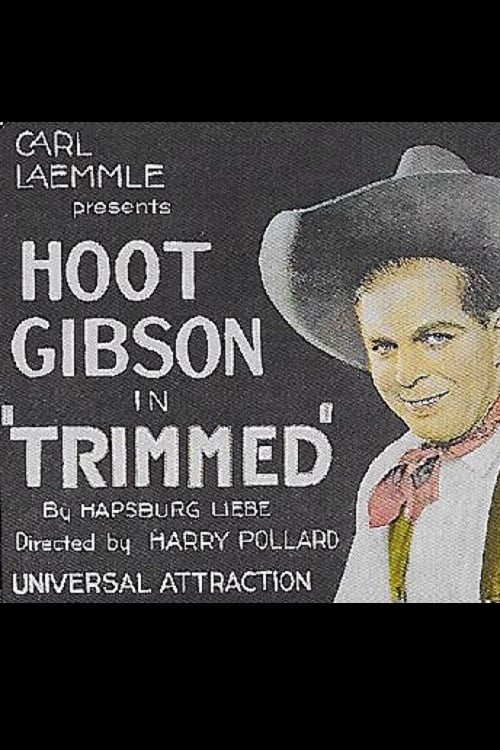 CARL
LAEMMLE
presents
HOOT
GIBSON
IN
"TRIMMED"
By HAPSBURG LIEBE
Directed by HARRY POLLARD
UNIVERSAL ATTRACTION